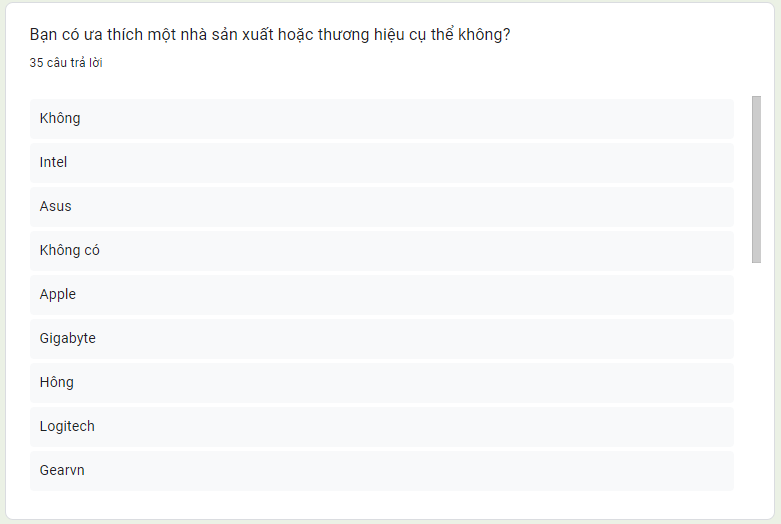 Bạn có ưa thích một nhà sản xuất hoặc thương hiệu cụ thể không?
35 câu trả lời
Không
Intel
Asus
Không có
Apple
Gigabyte
Hông
Logitech
Gearvn